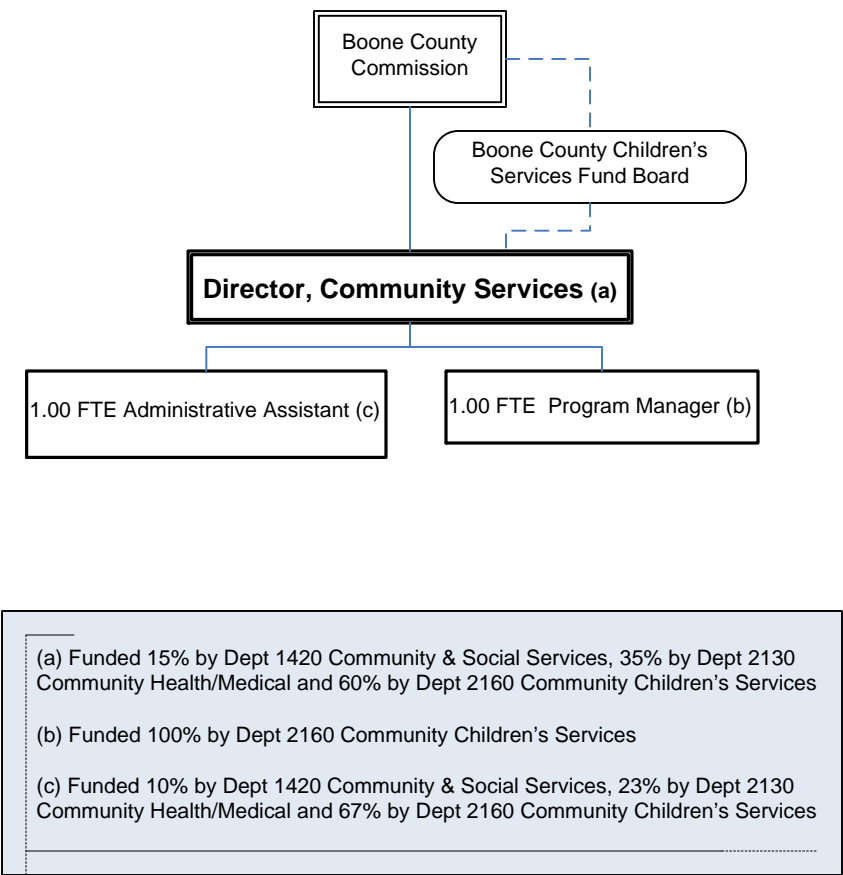 Boone County
Commission
Boone County Children’s
Services Fund Board
Director, Community Services (a)
1.00 FTE Administrative Assistant (c)
1.00 FTE  Program Manager (b)
(a) Funded 15% by Dept 1420 Community & Social Services, 35% by Dept 2130
Community Health/Medical and 60% by Dept 2160 Community Children’s Services
(b) Funded 100% by Dept 2160 Community Children’s Services
(c) Funded 10% by Dept 1420 Community & Social Services, 23% by Dept 2130
Community Health/Medical and 67% by Dept 2160 Community Children’s Services